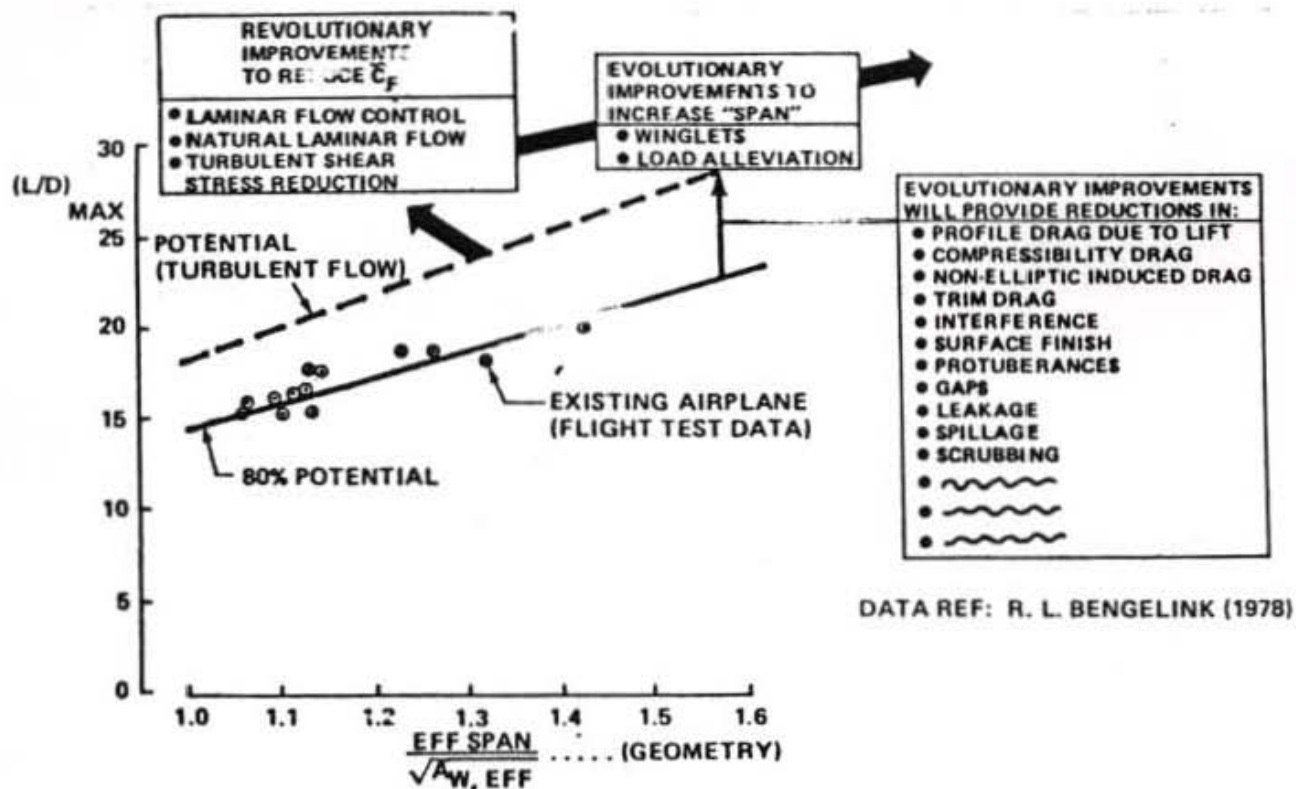 REVOLUTIONARY
IMPROVEMENTS
TO REDUCE C̅F
● LAMINAR FLOW CONTROL
● NATURAL LAMINAR FLOW
● TURBULENT SHEAR
STRESS REDUCTION
EVOLUTIONARY
IMPROVEMENTS TO
INCREASE "SPAN"
● WINGLETS
● LOAD ALLEVIATION
EVOLUTIONARY IMPROVEMENTS
WILL PROVIDE REDUCTIONS IN:
● PROFILE DRAG DUE TO LIFT
● COMPRESSIBILITY DRAG
● NON-ELLIPTIC INDUCED DRAG
● TRIM DRAG
● INTERFERENCE
● SURFACE FINISH
● PROTUBERANCES
● GAPS
● LEAKAGE
● SPILLAGE
● SCRUBBING
(L/D)
MAX
30
25
20
15
10
5
0
POTENTIAL
(TURBULENT FLOW)
EXISTING AIRPLANE
(FLIGHT TEST DATA)
80% POTENTIAL
DATA REF: R. L. BENGELINK (1978)
1.0 1.1 1.2 1.3 1.4 1.5 1.6
EFF SPAN
√AW, EFF
..... (GEOMETRY)